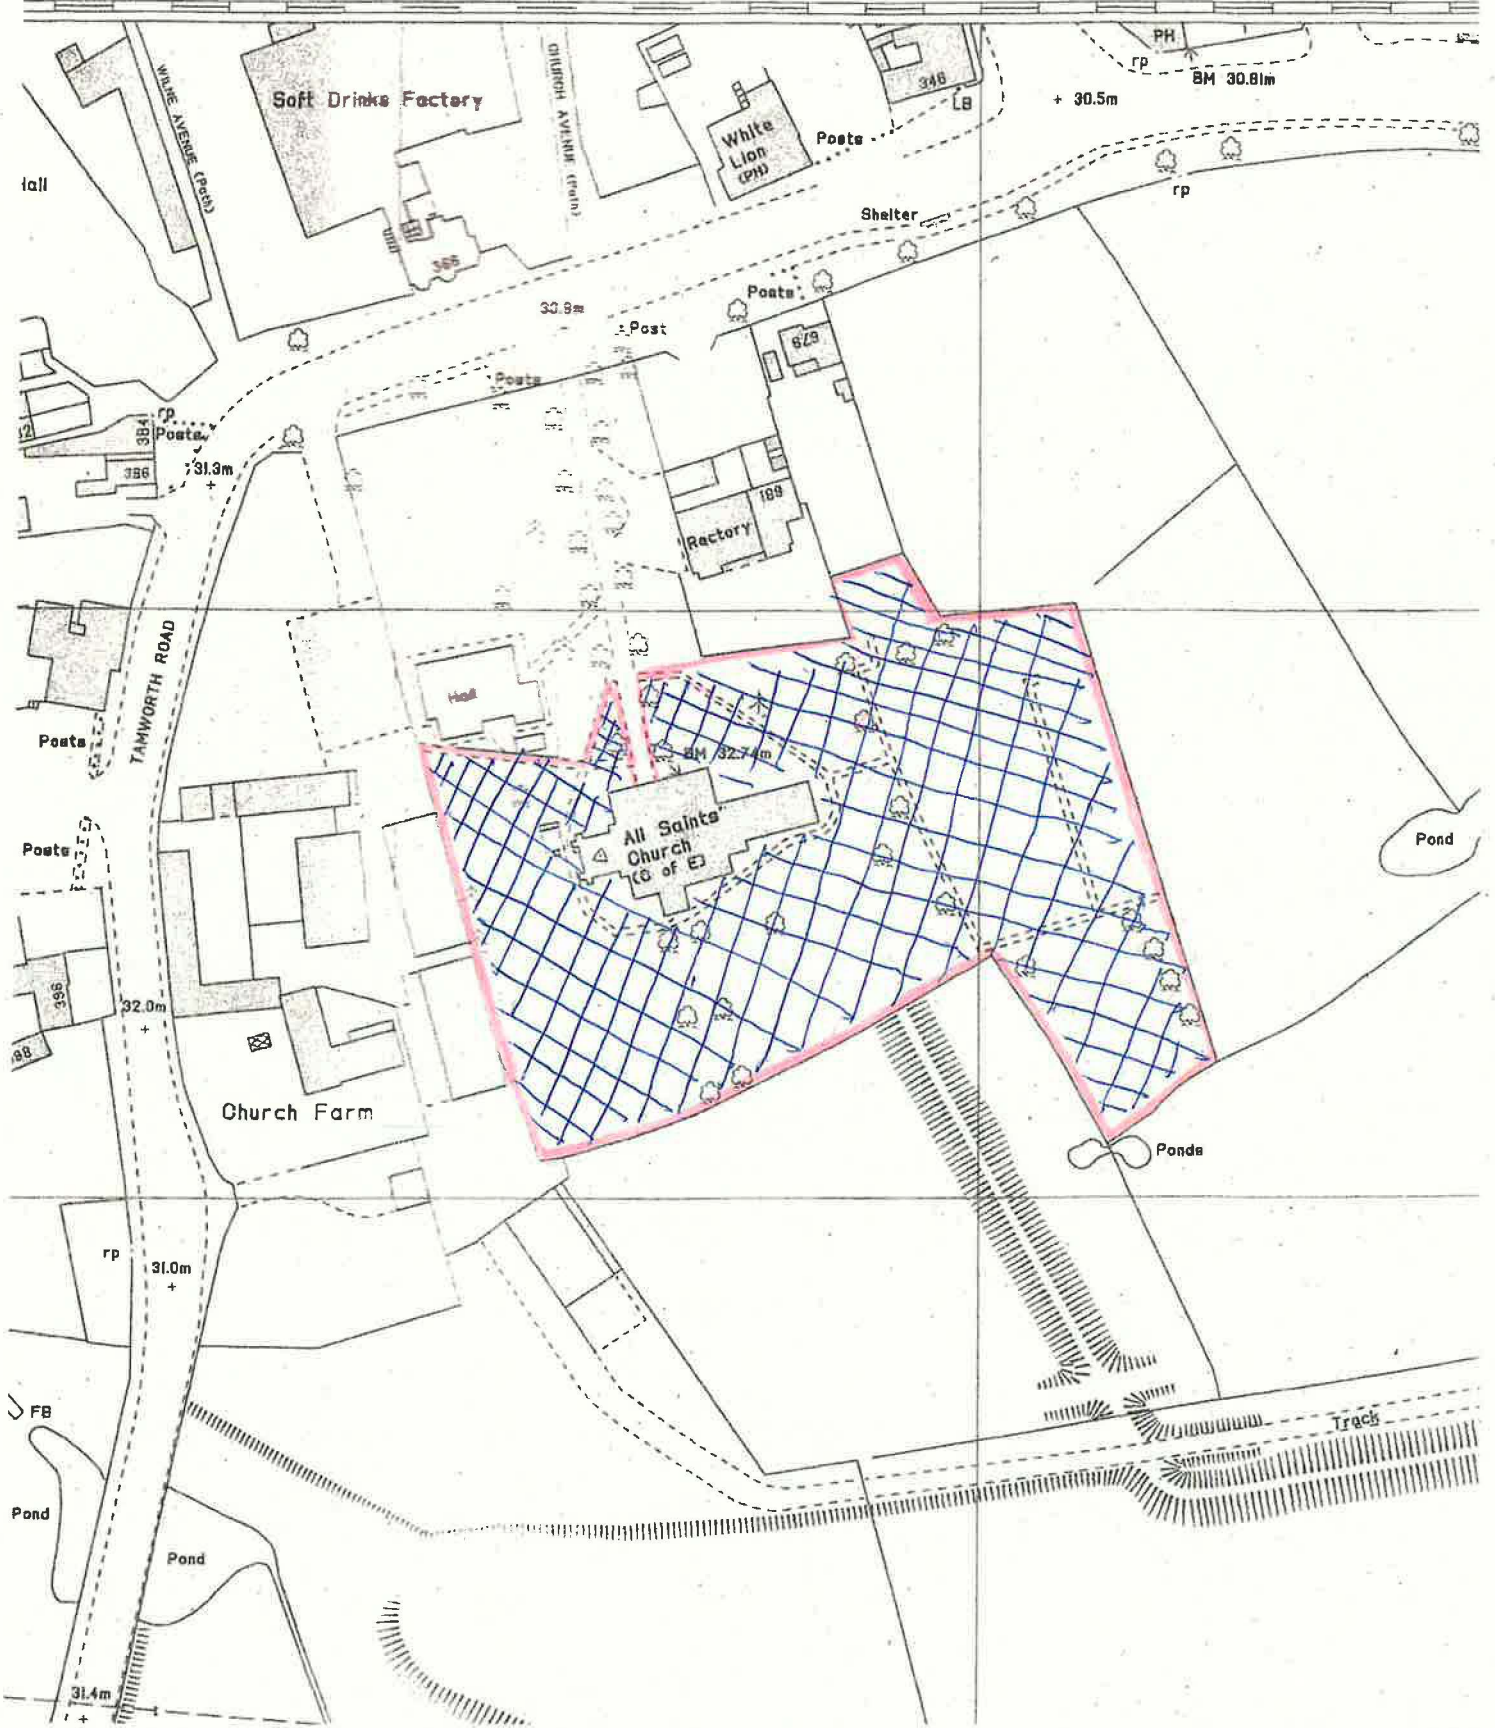 PH
rp
BM 30.81m
WILNE AVENUE (Path)
Soft Drinks Factory
CHURCH AVENUE (Path)
346
LB
+ 30.5m
White
Lion
(PH)
Posts
Shelter
rp
366
Posts
30.9m
Post
679
Posts
rp
384
Posts
386
31.3m
+
Rectory
TAMWORTH ROAD
Hall
Posts
BM 32.74m
All Saints'
Church
(C of E)
Posts
Pond
396
32.0m
+
Church Farm
Ponds
rp
31.0m
+
FB
Track
Pond
Pond
31.4m
+